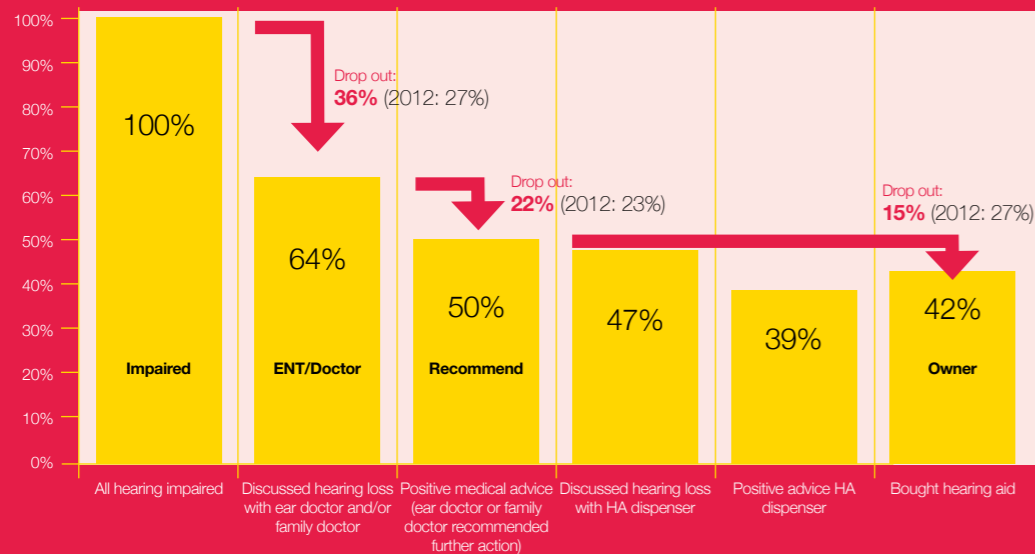 100%
90%
80%
70%
60%
50%
40%
30%
20%
10%
0%
Drop out:
36% (2012: 27%)
Drop out:
22% (2012: 23%)
Drop out:
15% (2012: 27%)
100%
64%
50%
47%
39%
42%
Impaired
ENT/Doctor
Recommend
Owner
All hearing impaired
Discussed hearing loss
with ear doctor and/or
family doctor
Positive medical advice
(ear doctor or family
doctor recommended
further action)
Discussed hearing loss
with HA dispenser
Positive advice HA
dispenser
Bought hearing aid